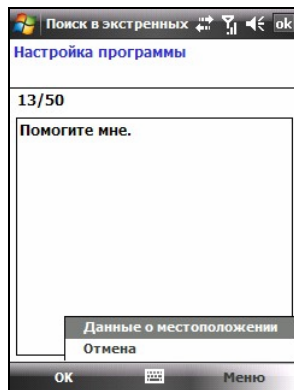 Поиск в экстренных ok
Настройка программы
13/50
Помогите мне.
Данные о местоположении
Отмена
ОК Меню